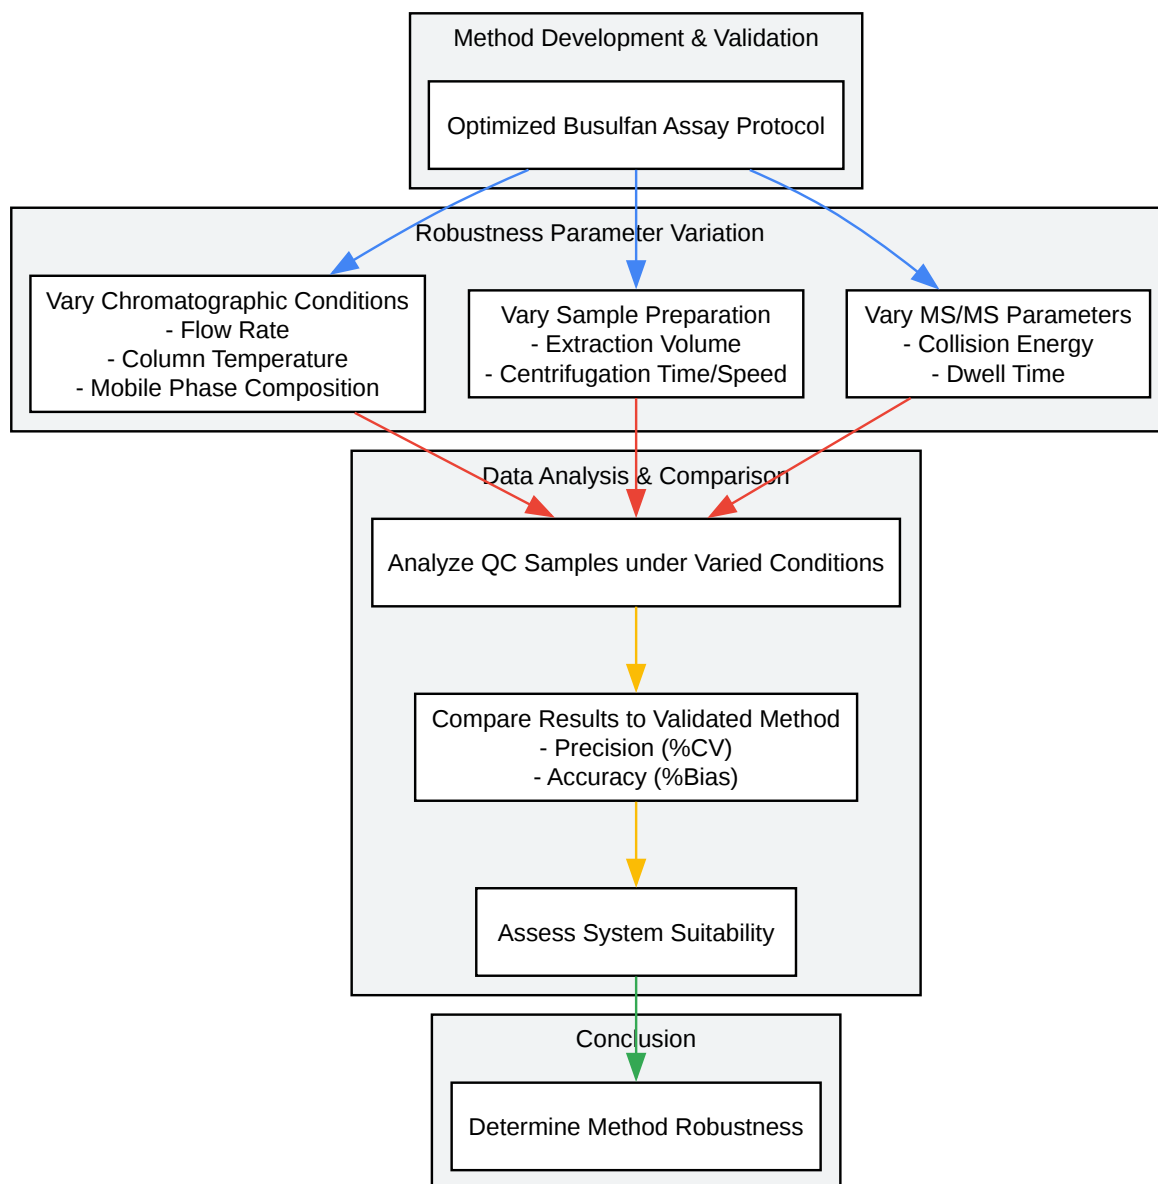 Method Development & Validation
Optimized Busulfan Assay Protocol
Robustness Parameter Variation
Vary Chromatographic Conditions
- Flow Rate
- Column Temperature
- Mobile Phase Composition
Vary Sample Preparation
- Extraction Volume
- Centrifugation Time/Speed
Vary MS/MS Parameters
- Collision Energy
- Dwell Time
Data Analysis & Comparison
Analyze QC Samples under Varied Conditions
Compare Results to Validated Method
- Precision (%CV)
- Accuracy (%Bias)
Assess System Suitability
Conclusion
Determine Method Robustness